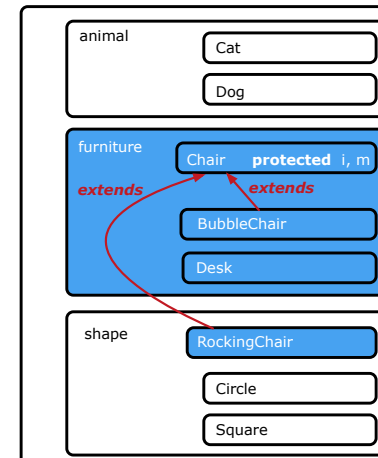 animal
Cat
Dog
furniture
Chair protected i, m
extends
extends
BubbleChair
Desk
shape
RockingChair
Circle
Square